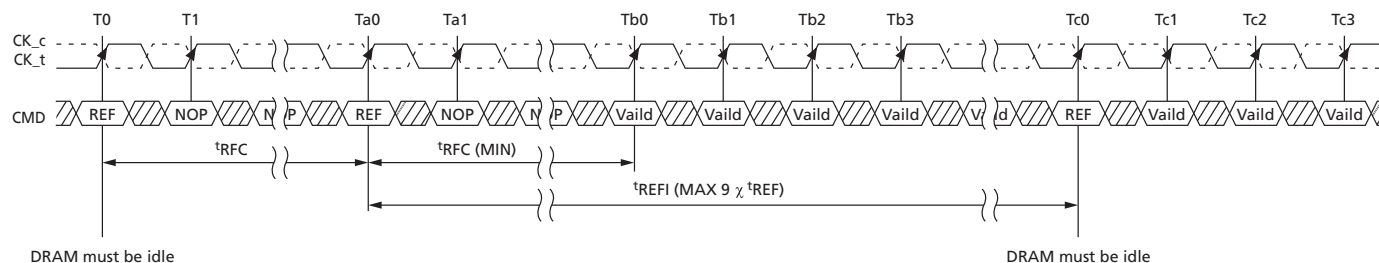 T0 T1 Ta0 Ta1 Tb0 Tb1 Tb2 Tb3 Tc0 Tc1 Tc2 Tc3
CK_c
CK_t
CMD REF NOP N P REF NOP N P Vaild Vaild Vaild Vaild Va d REF Vaild Vaild Vaild
tRFC tRFC (MIN)
tREFI (MAX 9 χ tREF)
DRAM must be idle DRAM must be idle